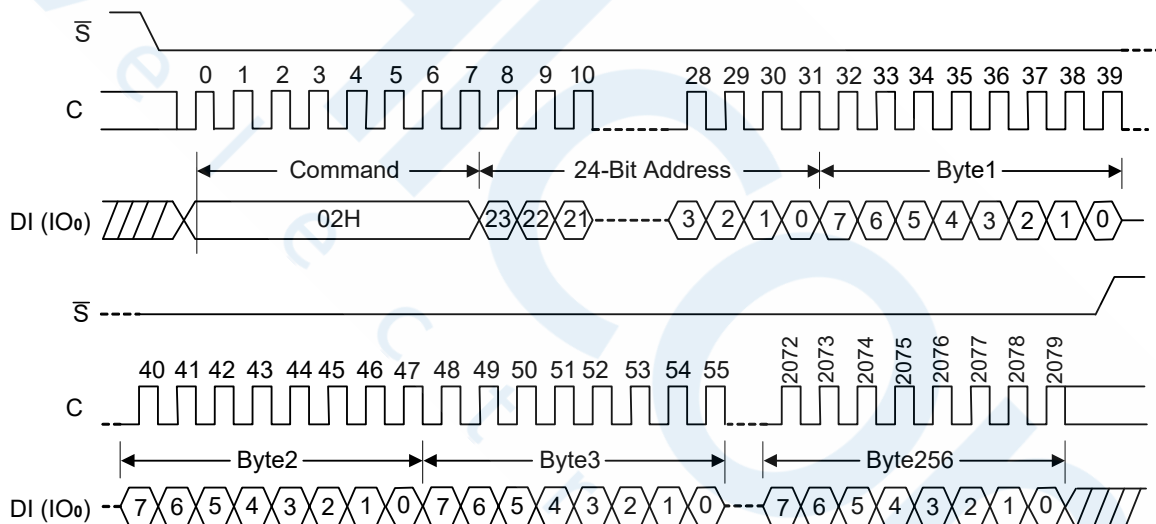 S
0 1 2 3 4 5 6 7 8 9 10 28 29 30 31 32 33 34 35 36 37 38 39
C
Command 24-Bit Address Byte1
DI (IO0) 02H 23 22 21 3 2 1 0 7 6 5 4 3 2 1 0
S
40 41 42 43 44 45 46 47 48 49 50 51 52 53 54 55 2072 2073 2074 2075 2076 2077 2078 2079
C
Byte2 Byte3 Byte256
DI (IO0) 7 6 5 4 3 2 1 0 7 6 5 4 3 2 1 0 7 6 5 4 3 2 1 0